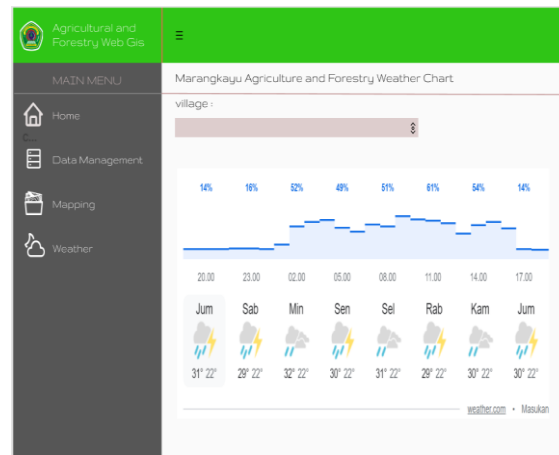 Agricultural and
Forestry Web Gis
MAIN MENU
Home
C...
Data Management
Mapping
Weather
Marangkayu Agriculture and Forestry Weather Chart
village :
14% 16% 52% 49% 51% 61% 54% 14%
20.00 23.00 02.00 05.00 08.00 11.00 14.00 17.00
Jum Sab Min Sen Sel Rab Kam Jum
31° 22° 29° 22° 32° 22° 30° 22° 31° 22° 29° 22° 30° 22° 30° 22°
weather.com • Masukan